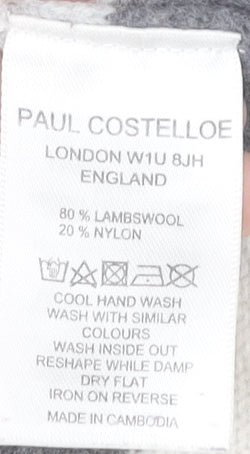 PAUL COSTELLOE
LONDON W1U 8JH
ENGLAND
80 % LAMBSWOOL
20 % NYLON
COOL HAND WASH
WASH WITH SIMILAR
COLOURS
WASH INSIDE OUT
RESHAPE WHILE DAMP
DRY FLAT
IRON ON REVERSE
MADE IN CAMBODIA